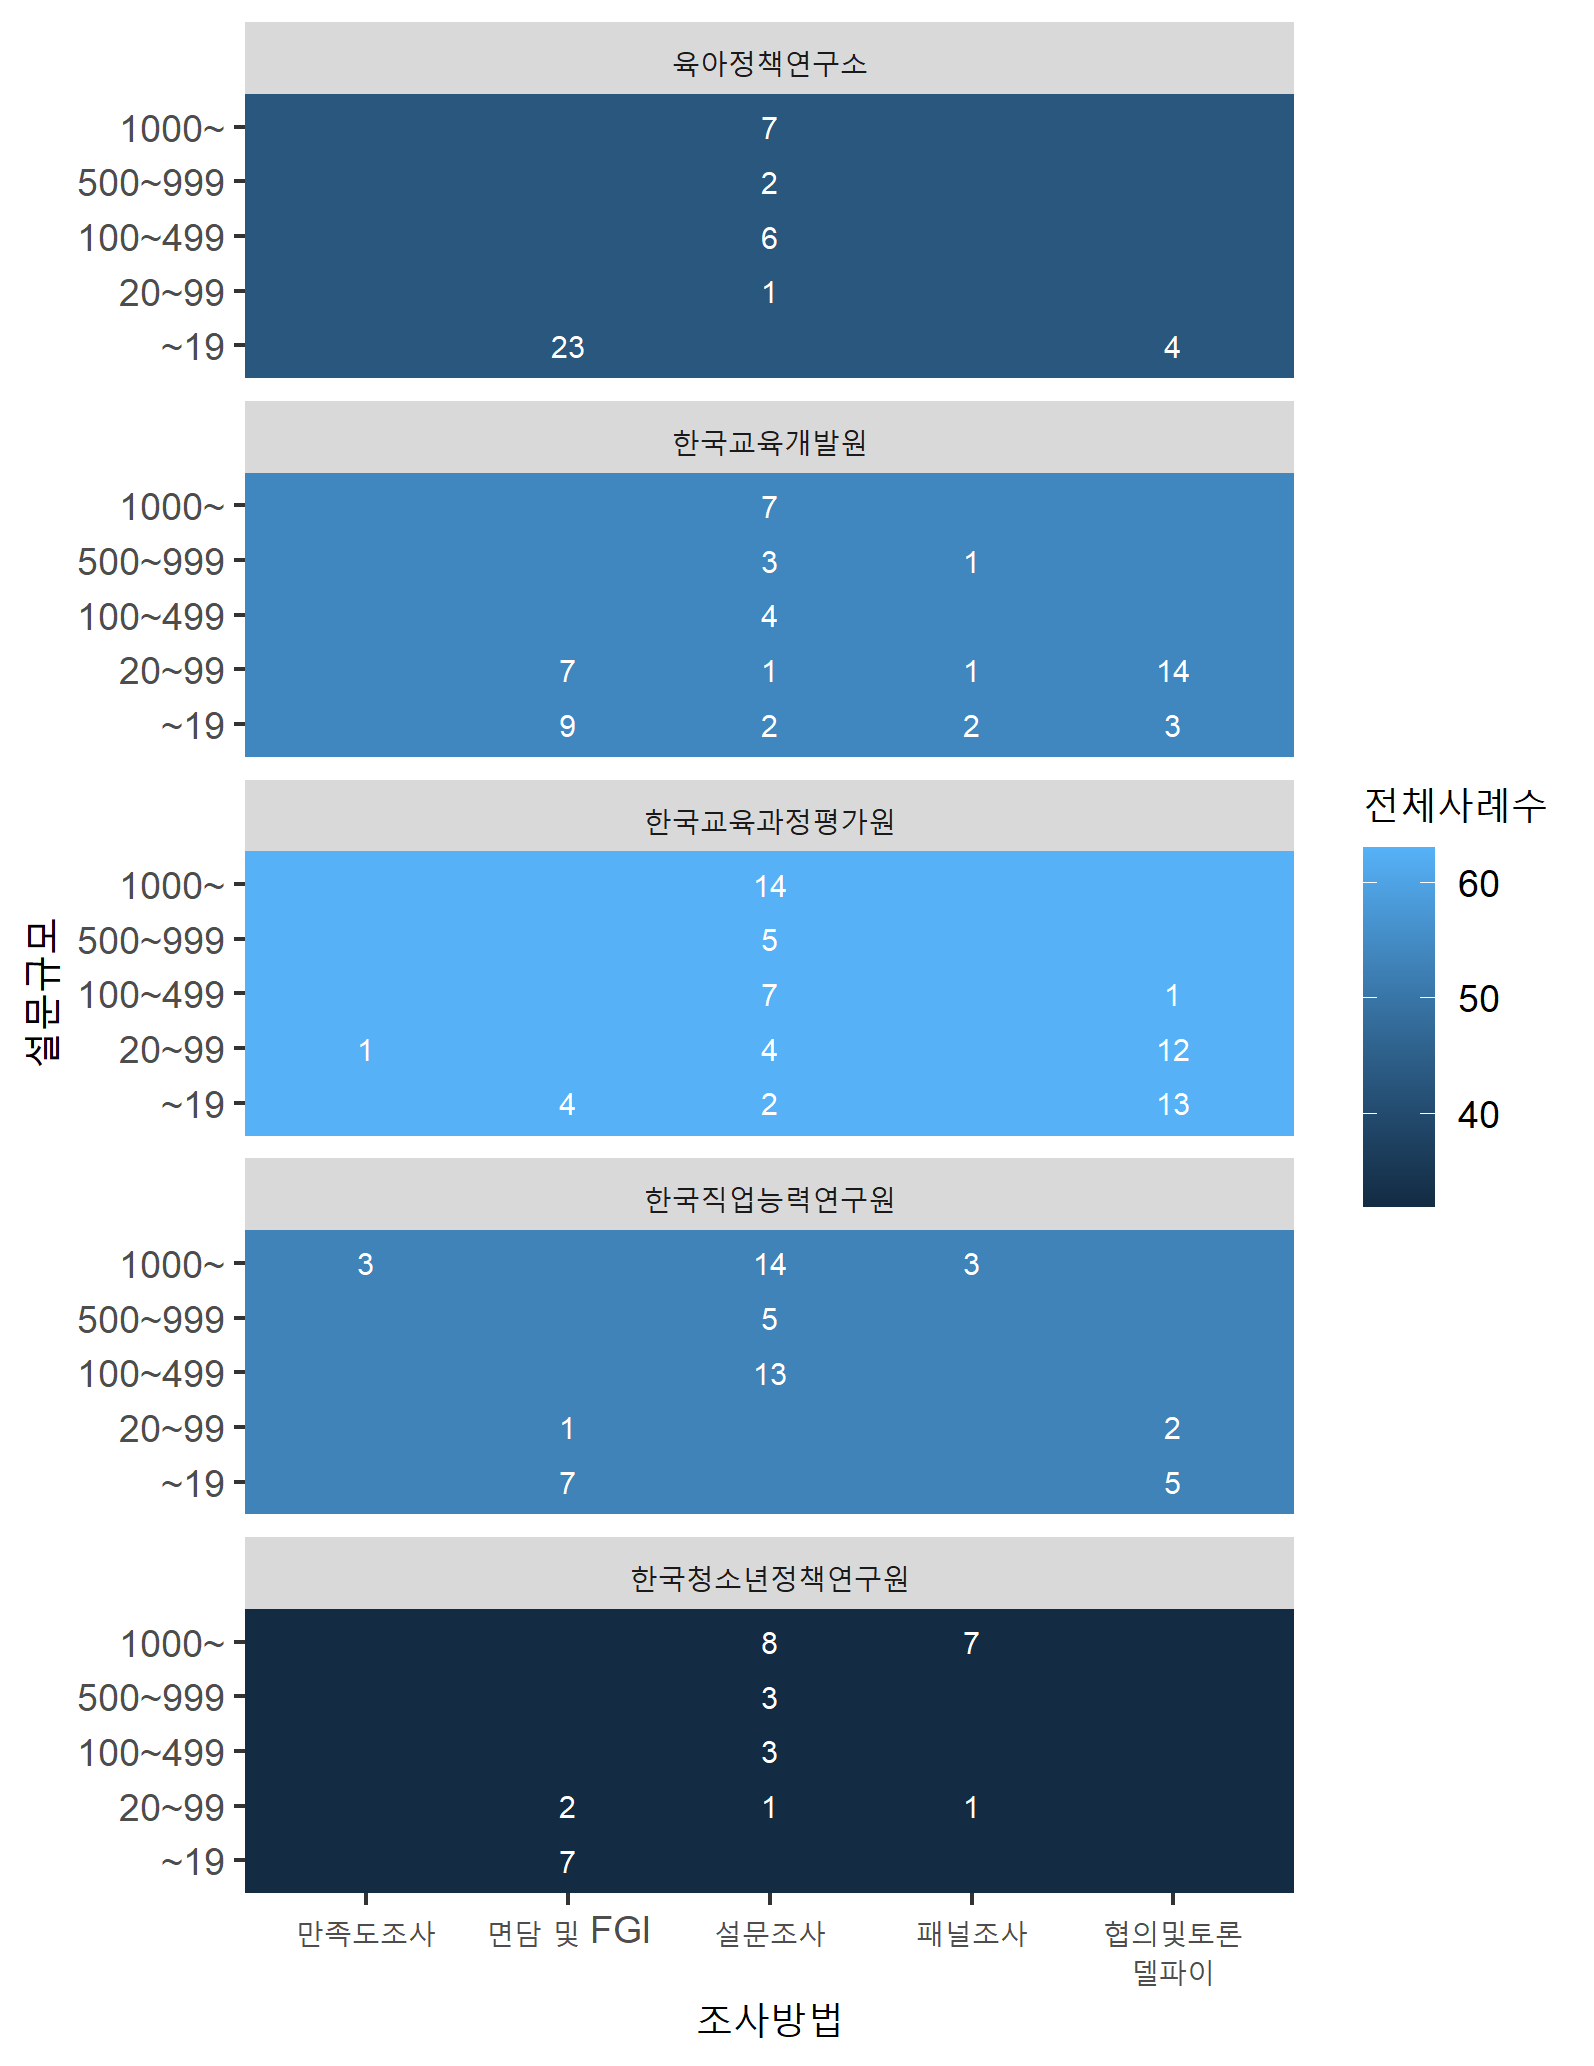 육아정책연구소
1000~ 7
500~999 2
100~499 6
20~99 1
~19 23 4
한국교육개발원
1000~ 7
500~999 3 1
100~499 4
20~99 7 1 1 14
~19 9 2 2 3
한국교육과정평가원
1000~ 14
500~999 5
100~499 7 1
20~99 1 4 12
~19 4 2 13
한국직업능력연구원
1000~ 3 14 3
500~999 5
100~499 13
20~99 1 2
~19 7 5
한국청소년정책연구원
1000~ 8 7
500~999 3
100~499 3
20~99 2 1 1
~19 7
만족도조사 면담 및 FGI 설문조사 패널조사 협의및토론
델파이
조사방법
설문규모
전체사례수
60
50
40